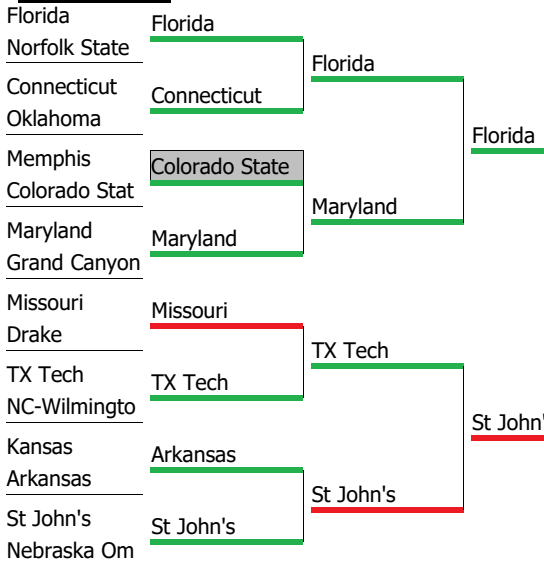 Florida
Norfolk State
Connecticut
Oklahoma
Memphis
Colorado Stat
Maryland
Grand Canyon
Missouri
Drake
TX Tech
NC-Wilmingto
Kansas
Arkansas
St John's
Nebraska Om
Florida
Connecticut
Colorado State
Maryland
Missouri
TX Tech
Arkansas
St John's
Florida
Maryland
TX Tech
St John's
Florida
St John'